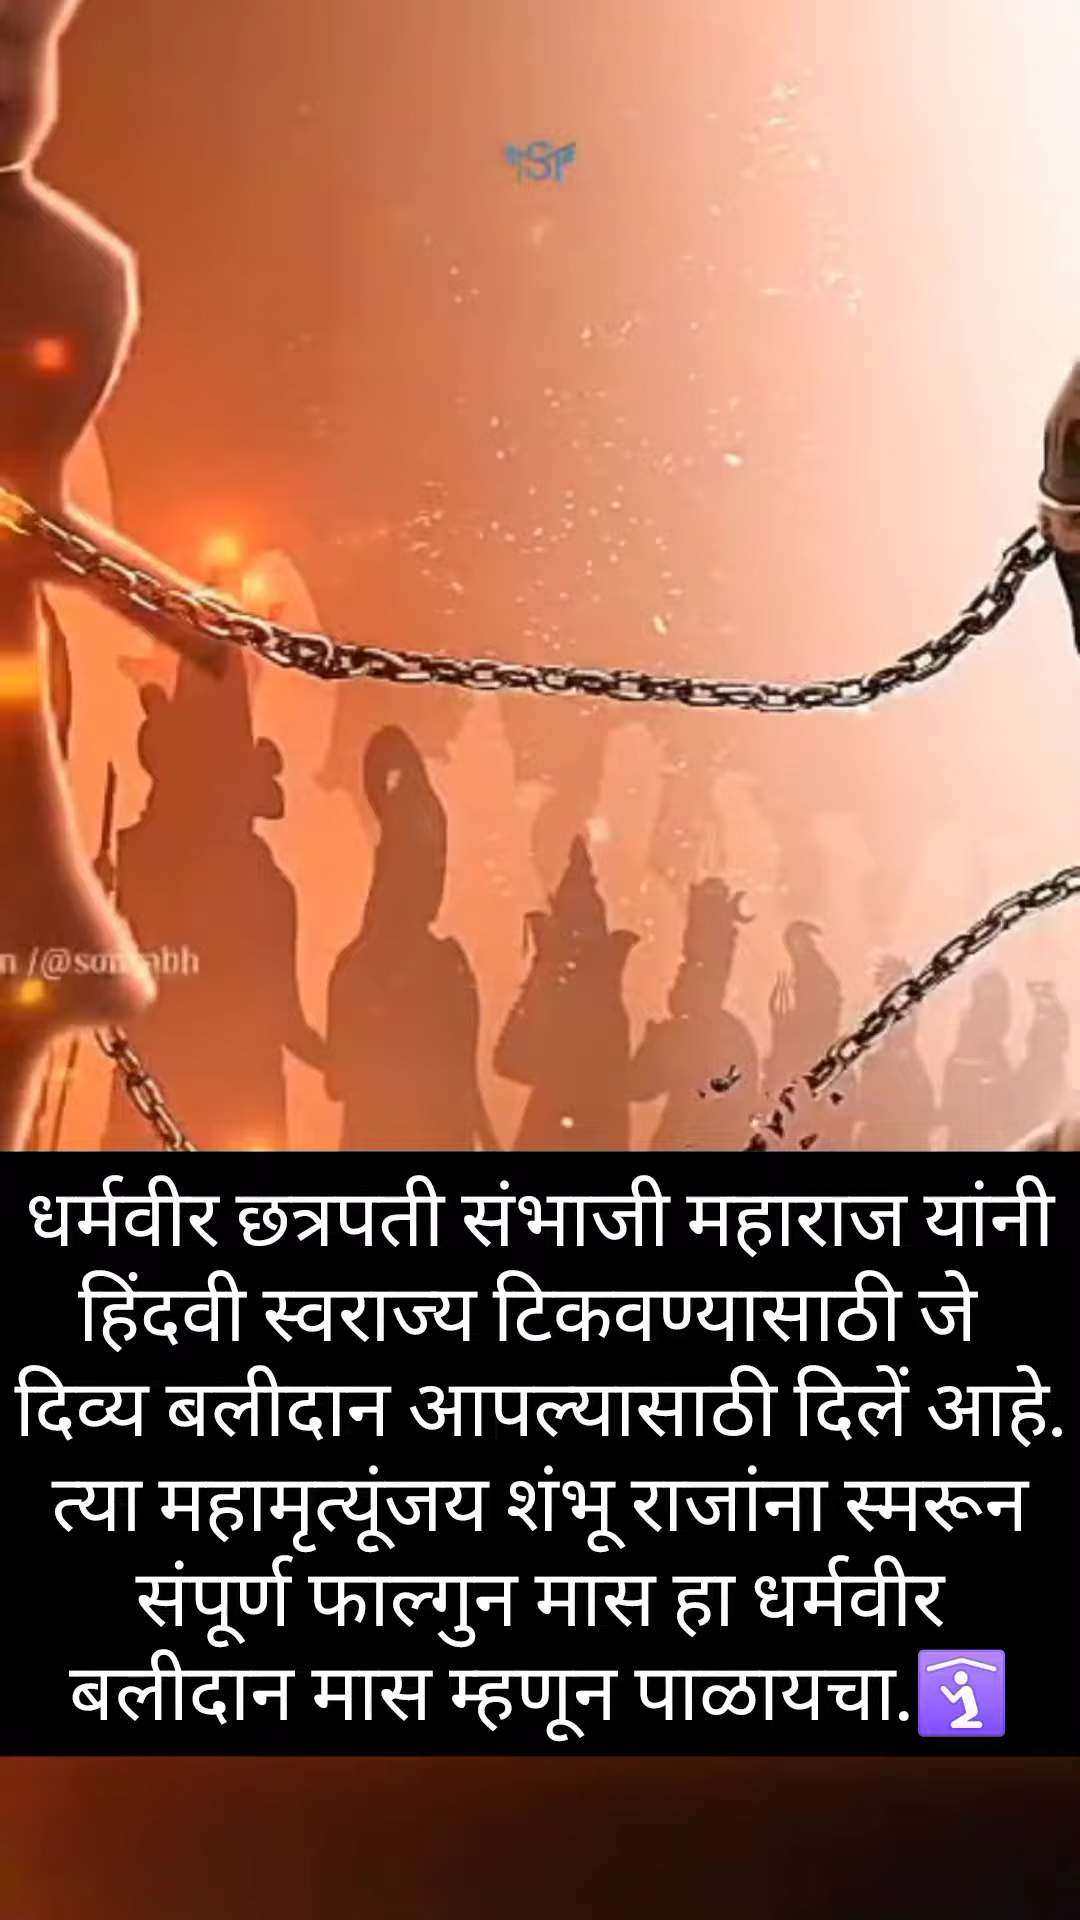 n /@sourabh
धर्मवीर छत्रपती संभाजी महाराज यांनी
हिंदवी स्वराज्य टिकवण्यासाठी जे
दिव्य बलीदान आपल्यासाठी दिलें आहे.
त्या महामृत्यूंजय शंभू राजांना स्मरून
संपूर्ण फाल्गुन मास हा धर्मवीर
बलीदान मास म्हणून पाळायचा.🛐